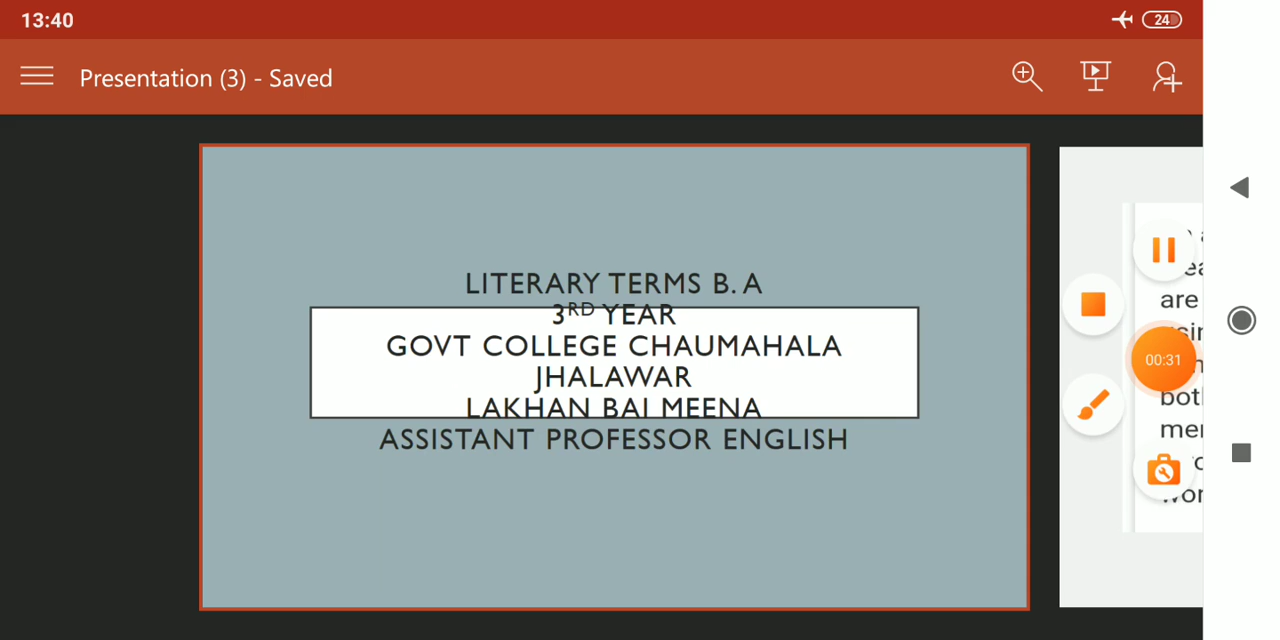 13:40
24
Presentation (3) - Saved
LITERARY TERMS B. A
3RD YEAR
GOVT COLLEGE CHAUMAHALA
JHALAWAR
LAKHAN BAI MEENA
ASSISTANT PROFESSOR ENGLISH
are
00:31